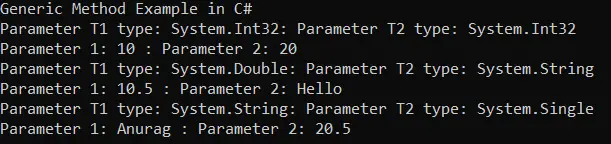 Generic Method Example in C#
Parameter T1 type: System.Int32: Parameter T2 type: System.Int32
Parameter 1: 10 : Parameter 2: 20
Parameter T1 type: System.Double: Parameter T2 type: System.String
Parameter 1: 10.5 : Parameter 2: Hello
Parameter T1 type: System.String: Parameter T2 type: System.Single
Parameter 1: Anurag : Parameter 2: 20.5